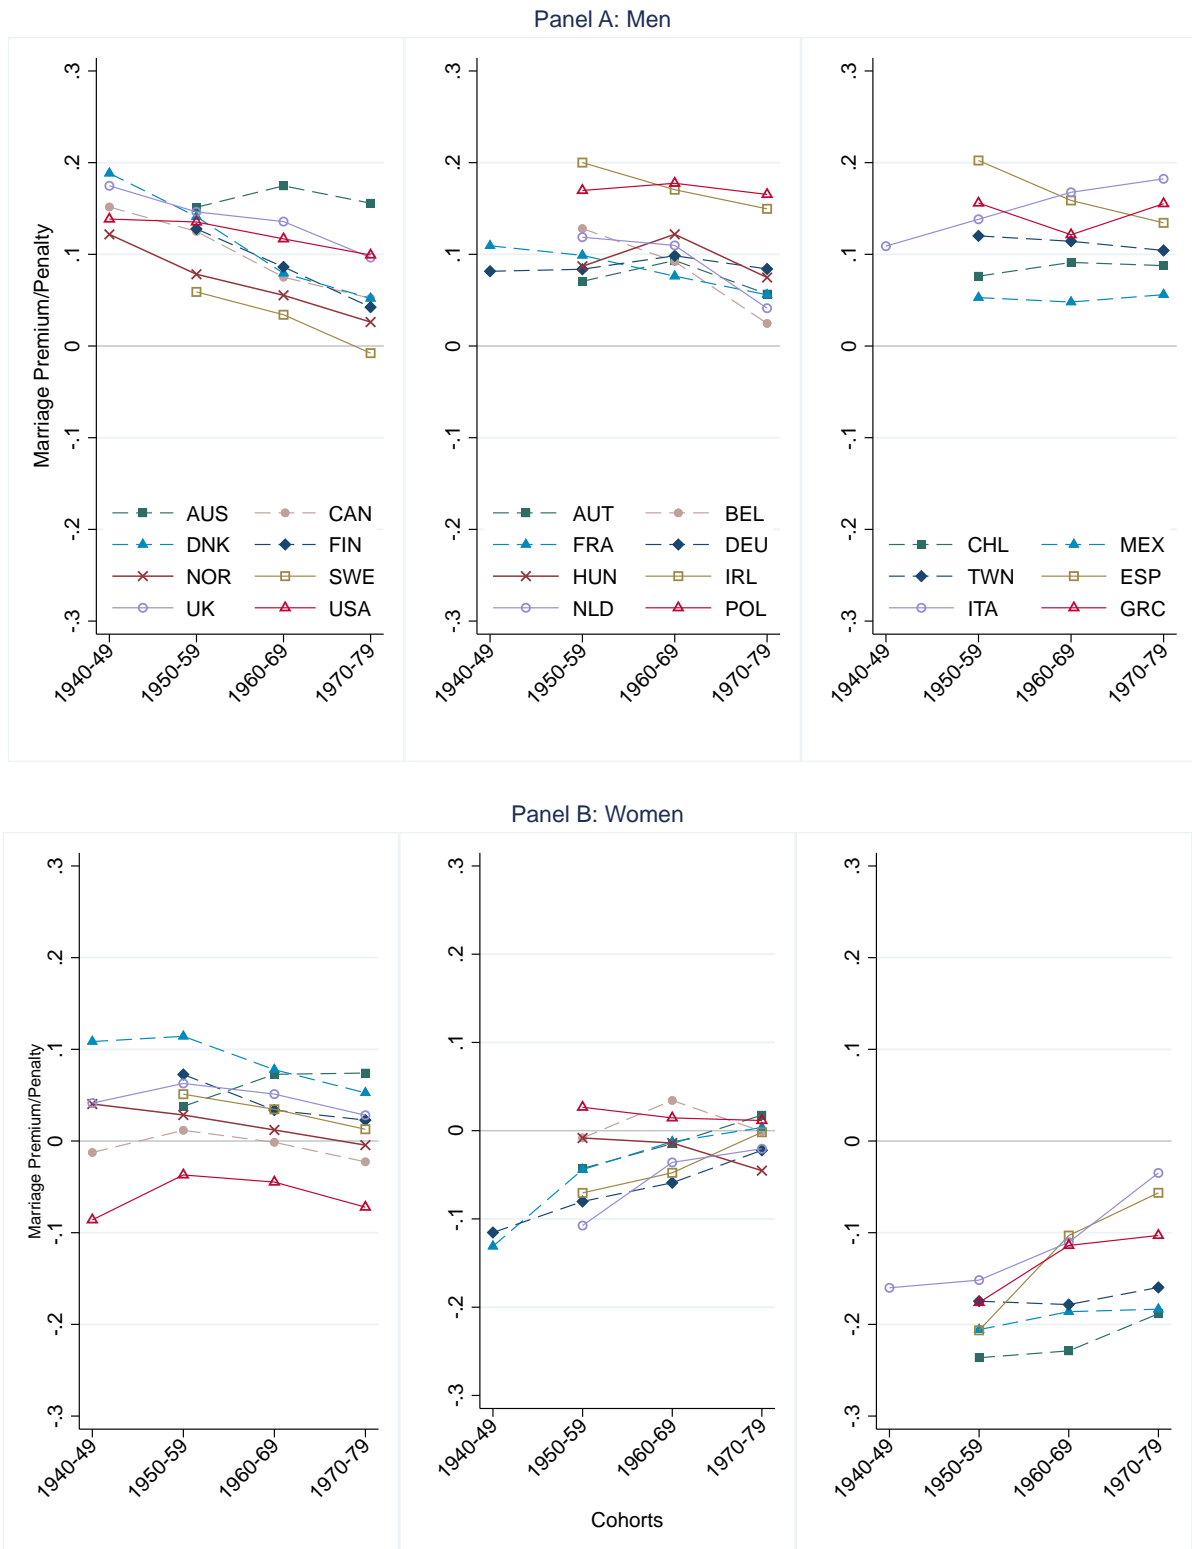 Panel A: Men
Marriage Premium/Penalty
.3
.2
.1
0
-.1
-.2
-.3
AUS CAN
DNK FIN
NOR SWE
UK USA
1940-49 1950-59 1960-69 1970-79
.3
.2
.1
0
-.1
-.2
-.3
AUT BEL
FRA DEU
HUN IRL
NLD POL
1940-49 1950-59 1960-69 1970-79
.3
.2
.1
0
-.1
-.2
-.3
CHL MEX
TWN ESP
ITA GRC
1940-49 1950-59 1960-69 1970-79
Panel B: Women
Marriage Premium/Penalty
.3
.2
.1
0
-.1
-.2
-.3
1940-49 1950-59 1960-69 1970-79
.3
.2
.1
0
-.1
-.2
-.3
1940-49 1950-59 1960-69 1970-79
.3
.2
.1
0
-.1
-.2
-.3
1940-49 1950-59 1960-69 1970-79
Cohorts